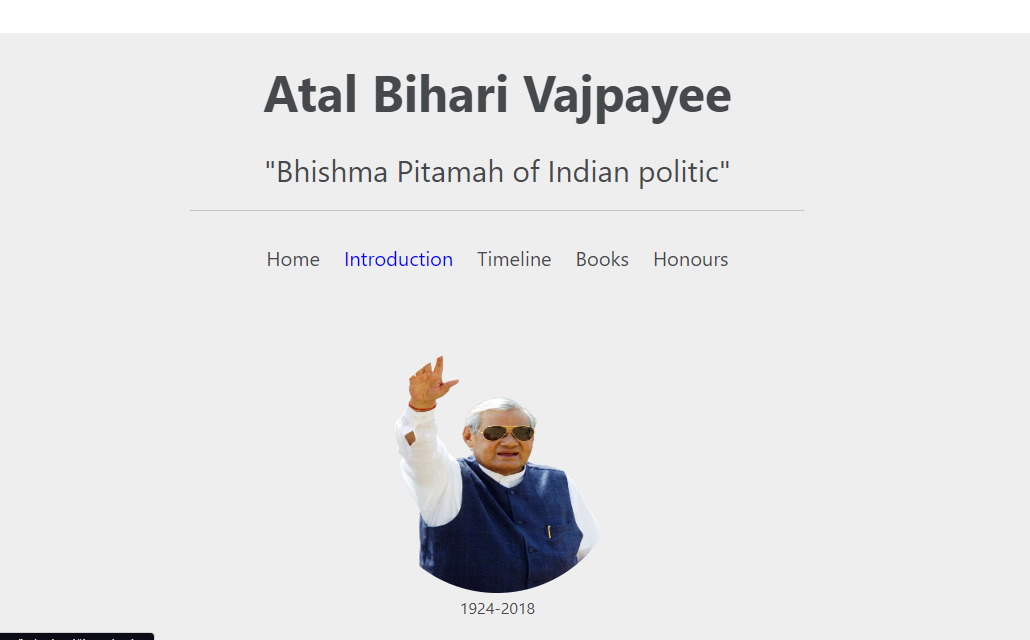 Atal Bihari Vajpayee
"Bhishma Pitamah of Indian politic"
Home Introduction Timeline Books Honours
1924-2018